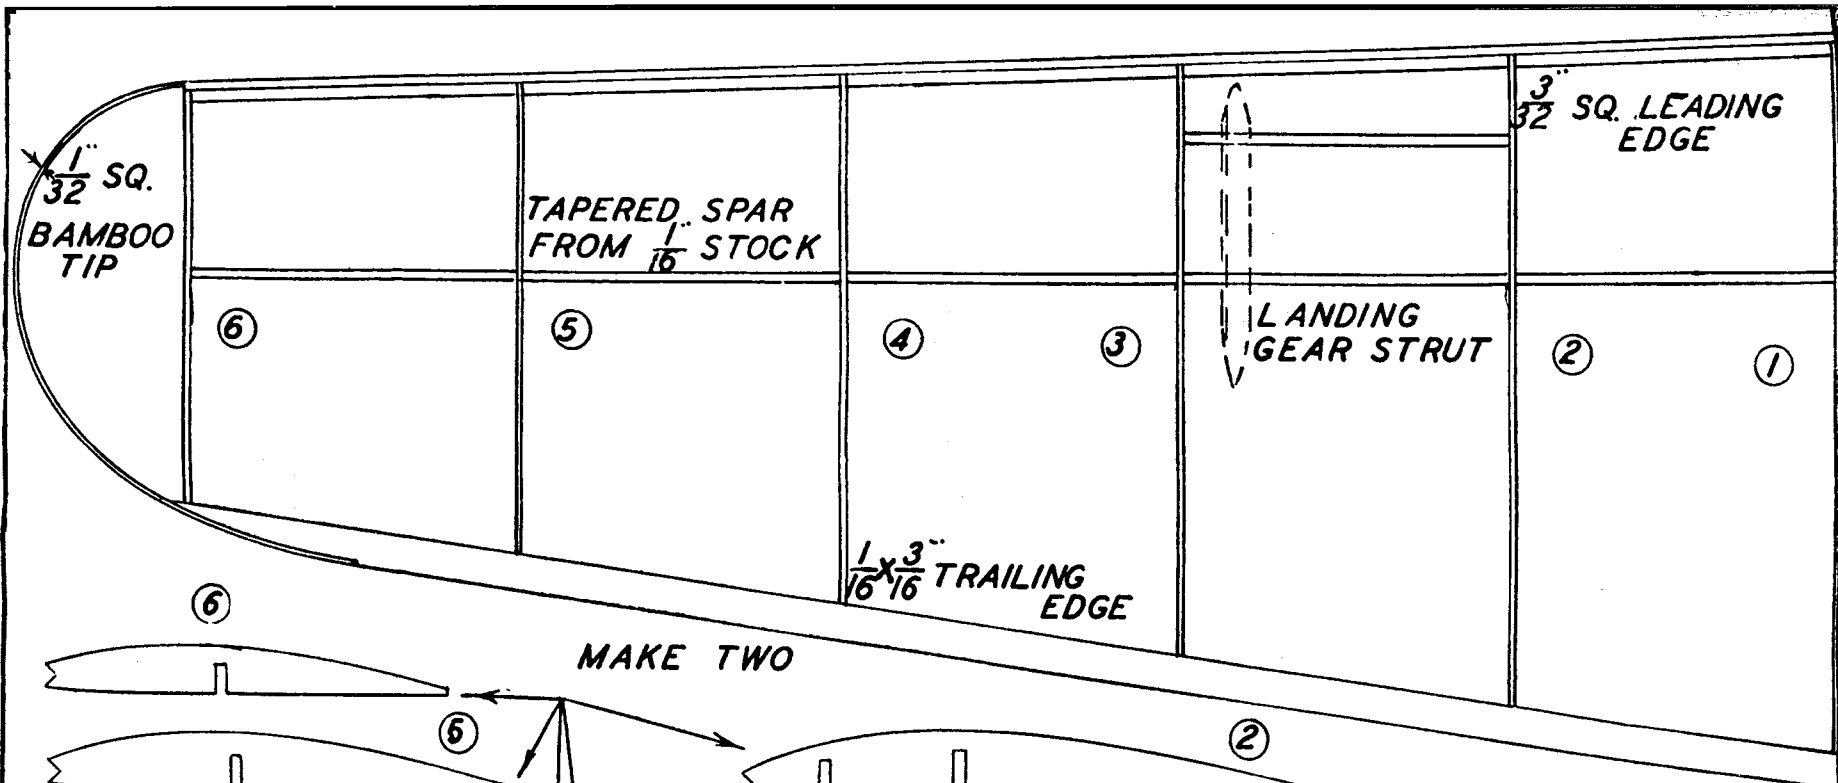 3/32" SQ. LEADING
EDGE
1/32" SQ.
BAMBOO
TIP
TAPERED SPAR
FROM 1/16" STOCK
LANDING
GEAR STRUT
6
5
4
3
2
1
1/16 X 3/16" TRAILING
EDGE
6
MAKE TWO
5
2